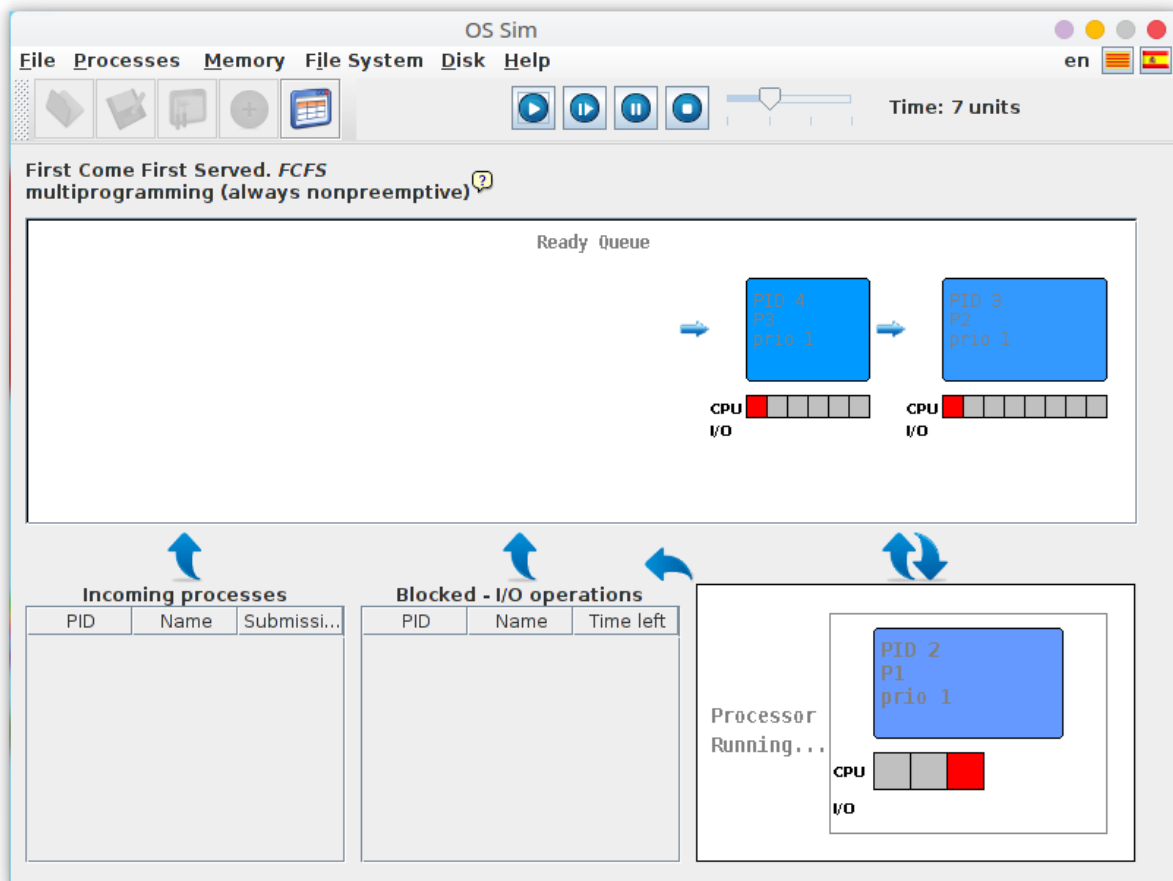 OS Sim
File Processes Memory File System Disk Help
en
Time: 7 units
First Come First Served. FCFS
multiprogramming (always nonpreemptive)
?
Ready Queue
PID 4
P3
prio 1
CPU
I/O
PID 3
P2
prio 1
CPU
I/O
Incoming processes
PID Name Submissi...
Blocked - I/O operations
PID Name Time left
Processor
Running...
PID 2
P1
prio 1
CPU
I/O